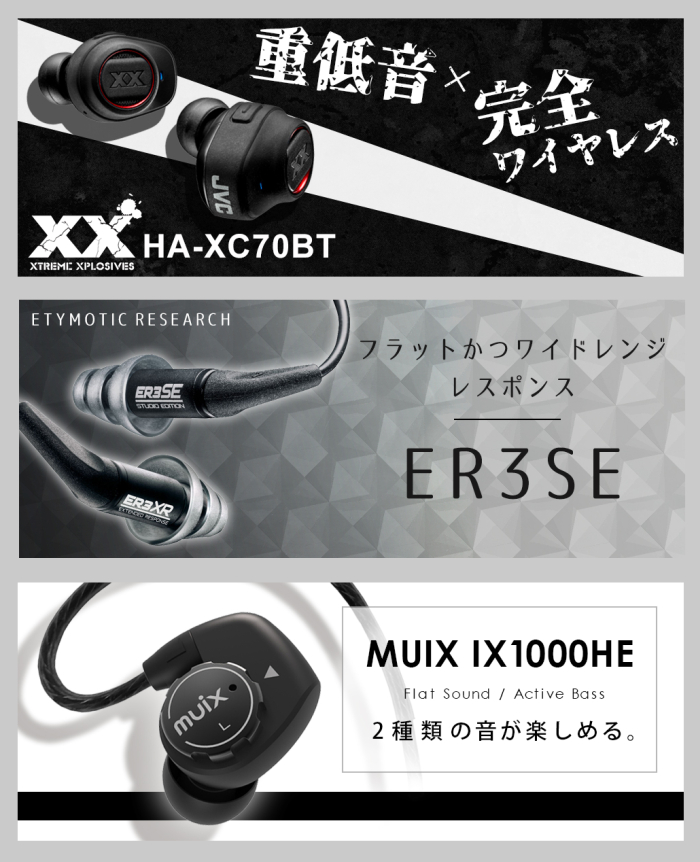 重低音×完全
ワイヤレス
XX
XX
JVC
XX
XTREME XPLOSIVES
HA-XC70BT
ETYMOTIC RESEARCH
フラットかつワイドレンジ
レスポンス
ER3SE
ER3SE
STUDIO EDITION
ER3XR
EXTENDED RESPONSE
MUIX IX1000HE
Flat Sound / Active Bass
2種類の音が楽しめる。
muix
L